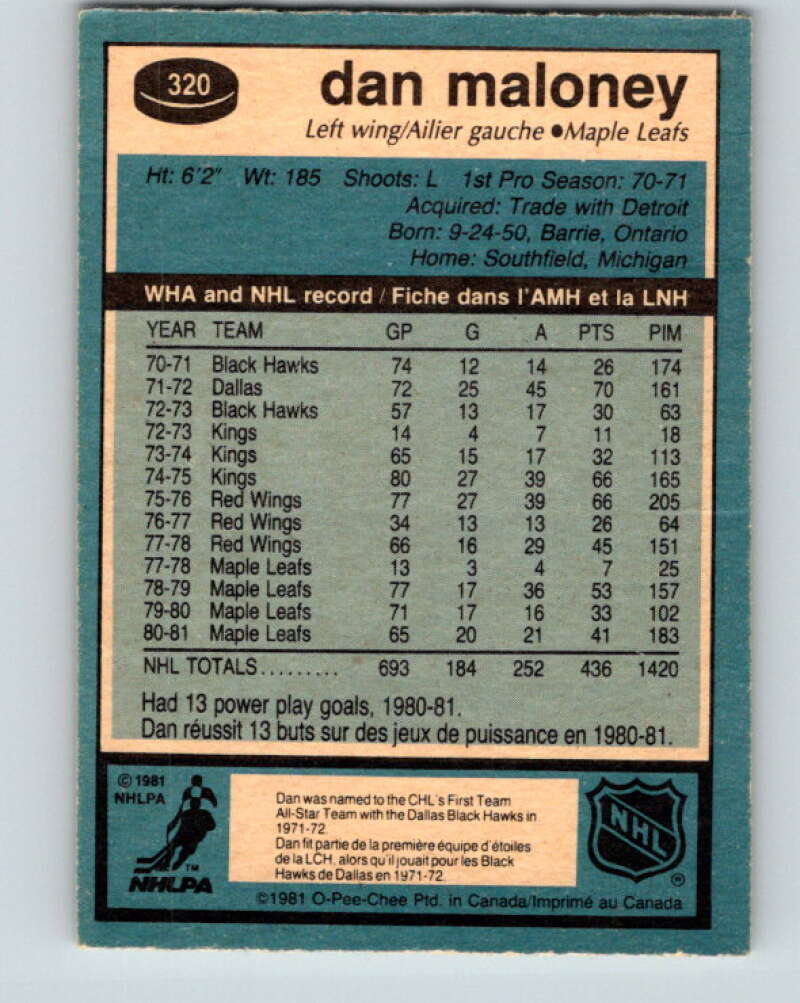 320
dan maloney
Left wing/Ailier gauche ●Maple Leafs
Ht: 6'2" Wt: 185 Shoots: L 1st Pro Season: 70-71
Acquired: Trade with Detroit
Born: 9-24-50, Barrie, Ontario
Home: Southfield, Michigan
WHA and NHL record / Fiche dans l'AMH et la LNH
YEAR TEAM GP G A PTS PIM
70-71 Black Hawks 74 12 14 26 174
71-72 Dallas 72 25 45 70 161
72-73 Black Hawks 57 13 17 30 63
72-73 Kings 14 4 7 11 18
73-74 Kings 65 15 17 32 113
74-75 Kings 80 27 39 66 165
75-76 Red Wings 77 27 39 66 205
76-77 Red Wings 34 13 13 26 64
77-78 Red Wings 66 16 29 45 151
77-78 Maple Leafs 13 3 4 7 25
78-79 Maple Leafs 77 17 36 53 157
79-80 Maple Leafs 71 17 16 33 102
80-81 Maple Leafs 65 20 21 41 183
NHL TOTALS......... 693 184 252 436 1420
Had 13 power play goals, 1980-81.
Dan réussit 13 buts sur des jeux de puissance en 1980-81.
© 1981
NHLPA
TM
NHLPA
Dan was named to the CHL's First Team
All-Star Team with the Dallas Black Hawks in
1971-72.
Dan fit partie de la première équipe d'étoiles
de la LCH. alors qu'il jouait pour les Black
Hawks de Dallas en 1971-72.
NHL
®
©1981 O-Pee-Chee Ptd. in Canada/Imprimé au Canada